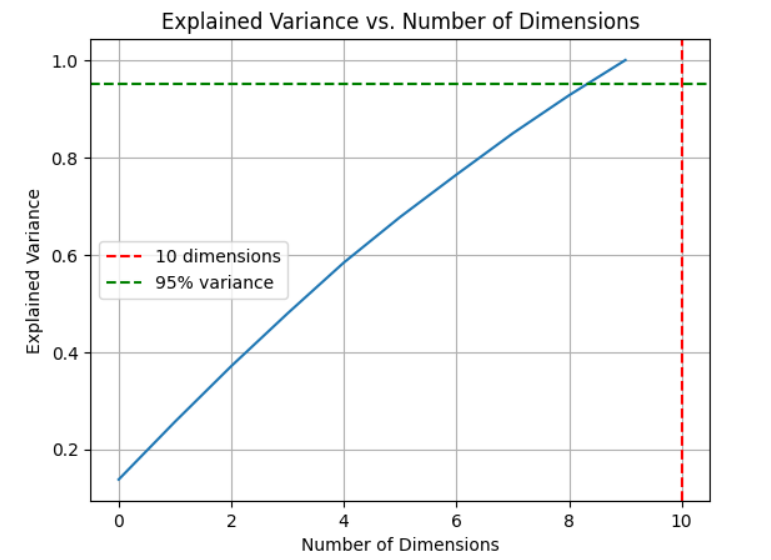 Explained Variance vs. Number of Dimensions
1.0
0.8
0.6
0.4
0.2
Explained Variance
10 dimensions
95% variance
0 2 4 6 8 10
Number of Dimensions